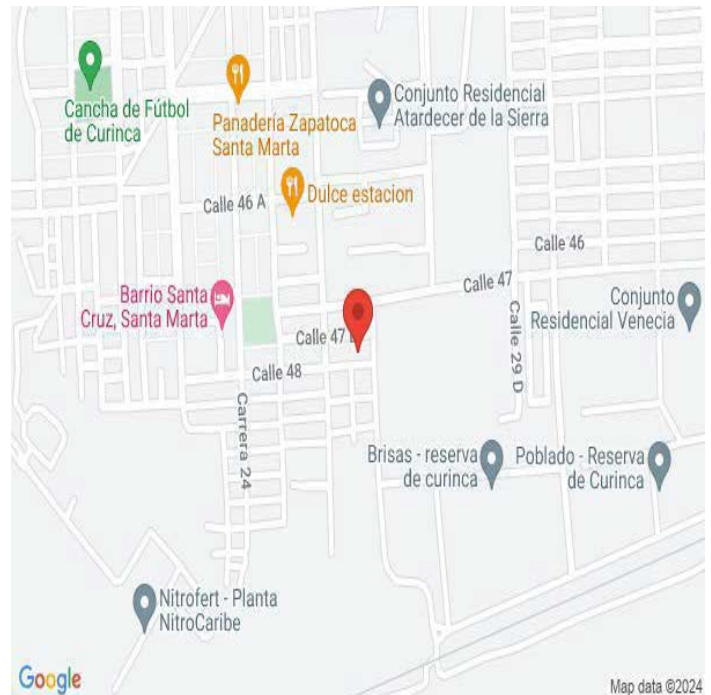 Cancha de Fútbol
de Curinca
Panadería Zapatoca
Santa Marta
Conjunto Residencial
Atardecer de la Sierra
Calle 46 A
Dulce estacion
Calle 46
Calle 47
Barrio Santa
Cruz, Santa Marta
Conjunto
Residencial Venecia
Calle 47
Calle 48
Calle 29 D
Carrera 24
Brisas - reserva
de curinca
Poblado - Reserva
de Curinca
Nitrofert - Planta
NitroCaribe
Google
Map data ©2024